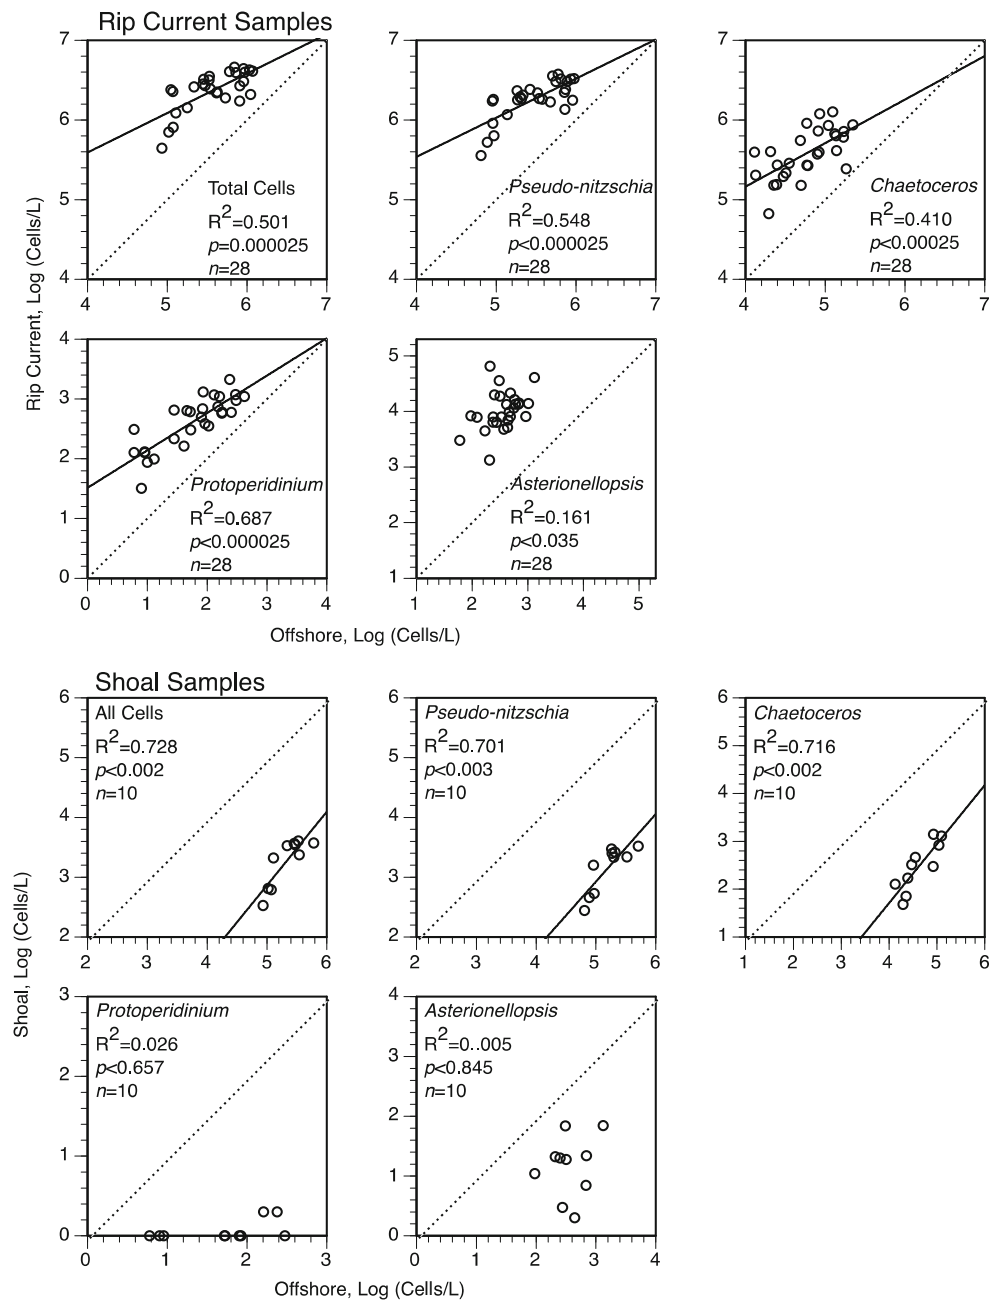 Rip Current Samples
Rip Current, Log (Cells/L)
7
6
5
4
4
5
6
7
Total Cells
R2=0.501
p=0.000025
n=28
7
6
5
4
4
5
6
7
Pseudo-nitzschia
R2=0.548
p<0.000025
n=28
7
6
5
4
4
5
6
7
Chaetoceros
R2=0.410
p<0.00025
n=28
4
3
2
1
0
0
1
2
3
4
Protoperidinium
R2=0.687
p<0.000025
n=28
5
4
3
2
1
1
2
3
4
5
Asterionellopsis
R2=0.161
p<0.035
n=28
Offshore, Log (Cells/L)
Shoal Samples
Shoal, Log (Cells/L)
6
5
4
3
2
2
3
4
5
6
All Cells
R2=0.728
p<0.002
n=10
6
5
4
3
2
2
3
4
5
6
Pseudo-nitzschia
R2=0.701
p<0.003
n=10
6
5
4
3
2
1
1
2
3
4
5
6
Chaetoceros
R2=0.716
p<0.002
n=10
3
2
1
0
0
1
2
3
Protoperidinium
R2=0.026
p<0.657
n=10
4
3
2
1
0
0
1
2
3
4
Asterionellopsis
R2=0..005
p<0.845
n=10
Offshore, Log (Cells/L)